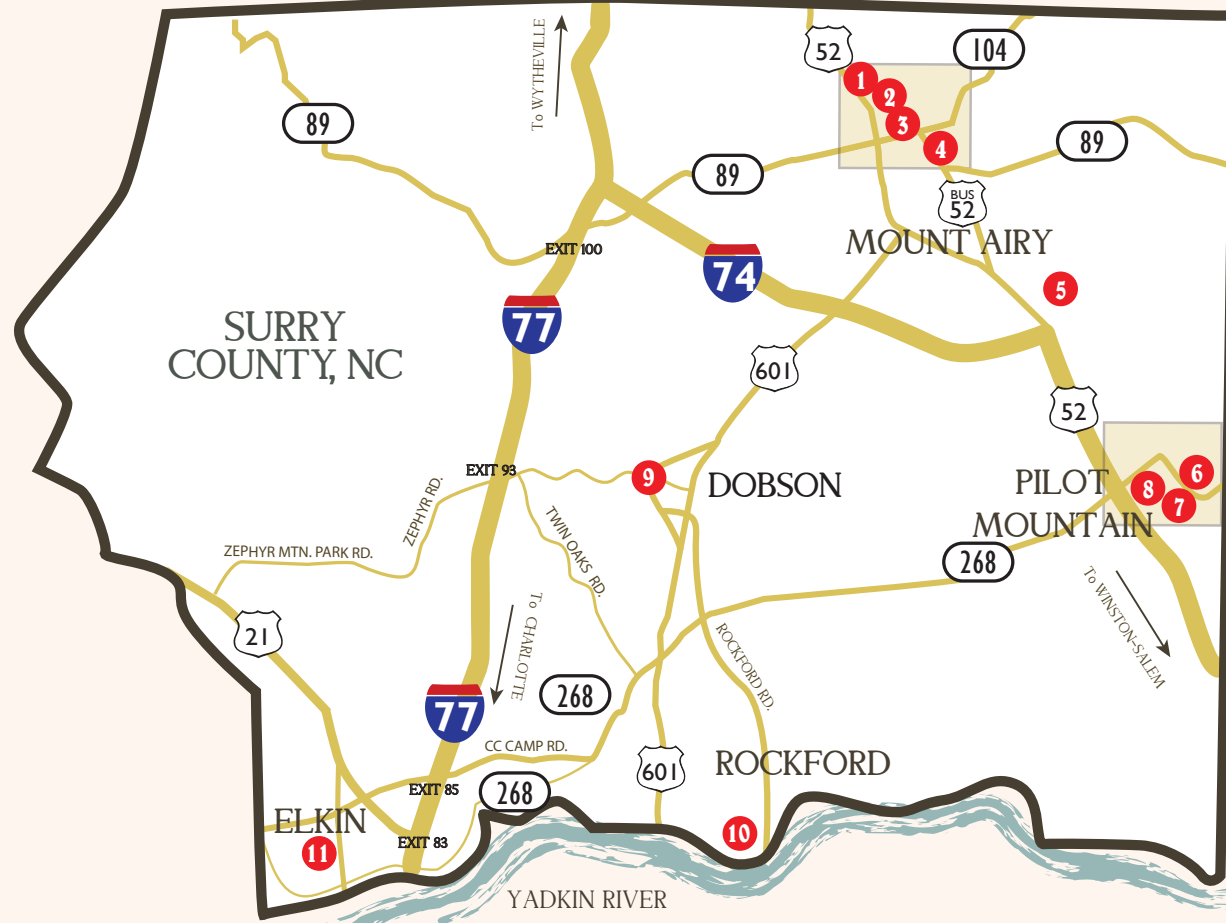 To WYTHEVILLE
52
104
1
2
3
4
89
89
89
BUS
52
MOUNT AIRY
EXIT 100
74
5
77
SURRY
COUNTY, NC
601
52
EXIT 93
9
DOBSON
PILOT
MOUNTAIN
6
8
7
ZEPHYR RD.
TWIN OAKS RD.
ZEPHYR MTN. PARK RD.
268
To WINSTON-SALEM
21
To CHARLOTTE
ROCKFORD RD.
268
77
CC CAMP RD.
601
ROCKFORD
EXIT 85
268
ELKIN
EXIT 83
10
11
YADKIN RIVER